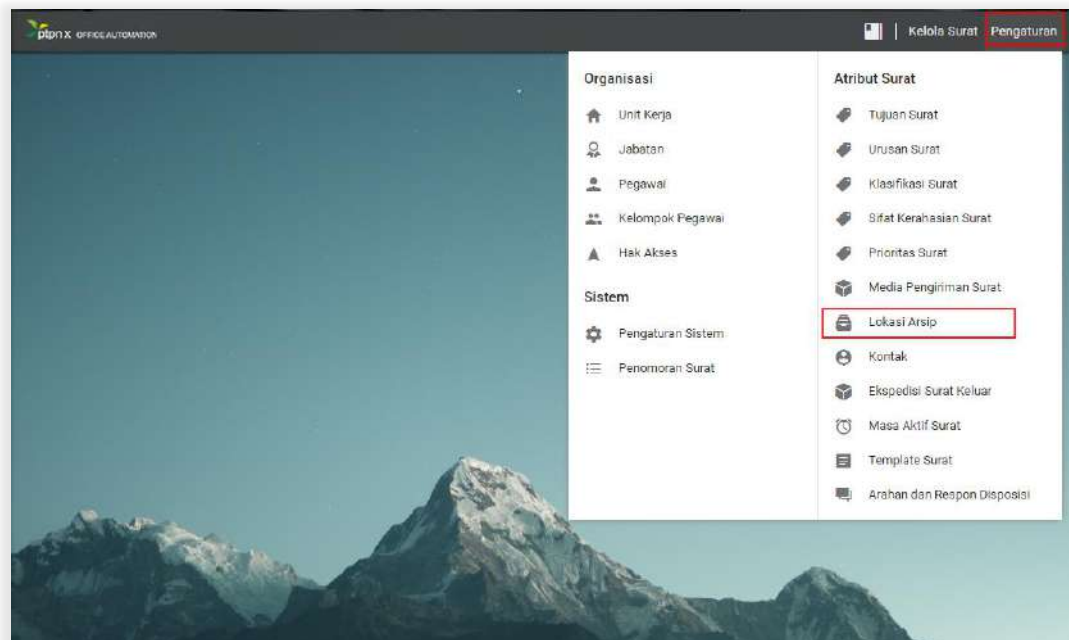 ptpn x OFFICE AUTOMATION
Kelola Surat
Pengaturan
Organisasi
Unit Kerja
Jabatan
Pegawai
Kelompok Pegawai
Hak Akses
Sistem
Pengaturan Sistem
Penomoran Surat
Atribut Surat
Tujuan Surat
Urusan Surat
Klasifikasi Surat
Sifat Kerahasian Surat
Prioritas Surat
Media Pengiriman Surat
Lokasi Arsip
Kontak
Ekspedisi Surat Keluar
Masa Aktif Surat
Template Surat
Arahan dan Respon Disposisi